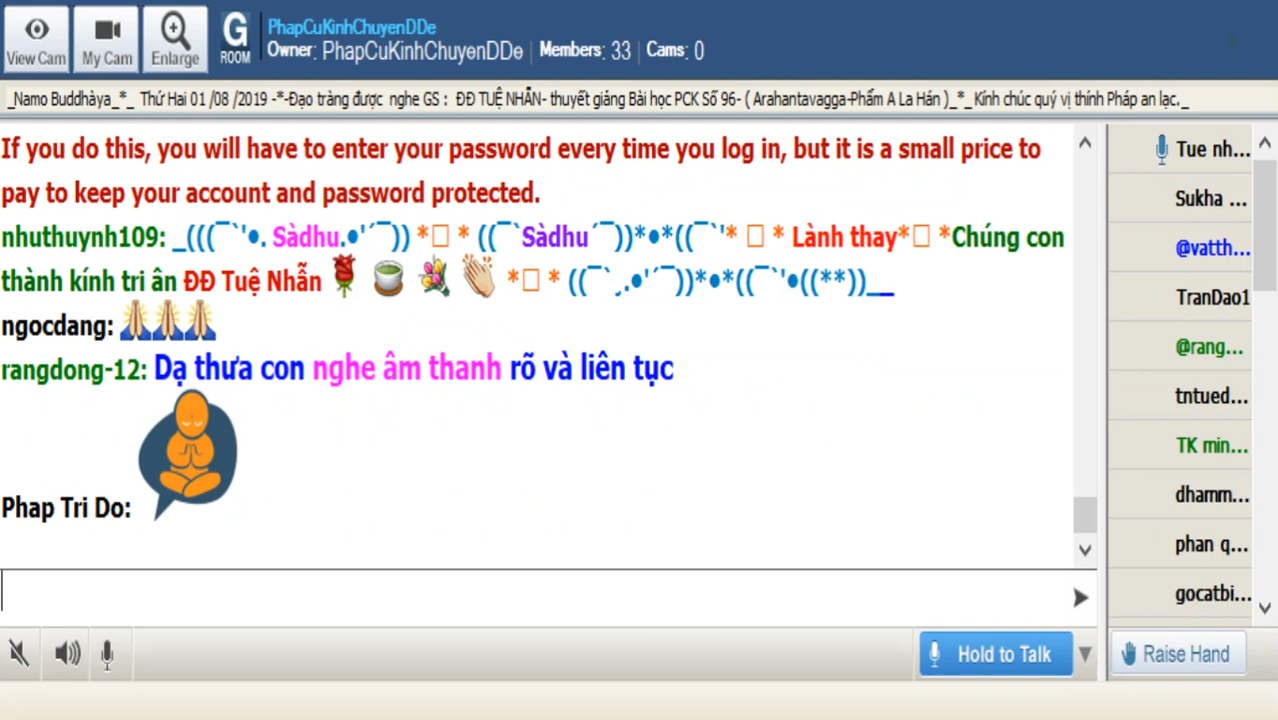 PhapCuKinhChuyenDDe
Owner: PhapCuKinhChuyenDDe | Members: 33 | Cams: 0
View Cam
My Cam
Enlarge
G
ROOM
_Namo Buddhàya_*_ Thứ Hai 01 /08 /2019 -*-Đạo tràng được nghe GS : ĐĐ TUỆ NHẪN- thuyết giảng Bài học PCK Số 96- ( Arahantavagga-Phẩm A La Hán )_*_ Kính chúc quý vị thính Pháp an lạc._
If you do this, you will have to enter your password every time you log in, but it is a small price to
pay to keep your account and password protected.
nhuthuynh109: _(((¯`'●. Sàdhu.●'´¯)) *□ * ((¯`Sàdhu´¯))*●*((¯`'* □ * Lành thay*□ *Chúng con
thành kính tri ân ĐĐ Tuệ Nhẫn 🌹 🍵 💐 👏 *□ * ((¯`¸.●'´¯))*●*((¯`'●((**))__
ngocdang: 🙏🙏🙏
rangdong-12: Dạ thưa con nghe âm thanh rõ và liên tục
Phap Tri Do:
Tue nh...
Sukha ...
@vatth...
TranDao1
@rang...
tntued...
TK min...
dhamm...
phan q...
gocatbi...
Hold to Talk
Raise Hand